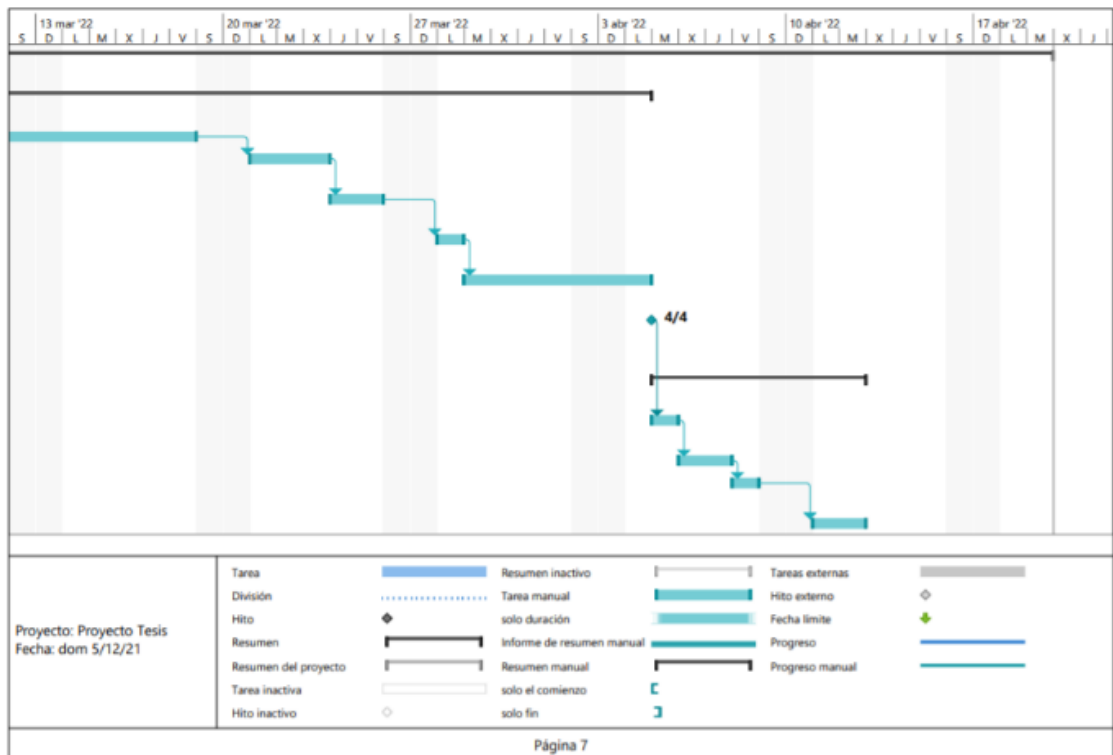 13 mar '22 20 mar '22 27 mar '22 3 abr '22 10 abr '22 17 abr '22
S D L M X J V S D L M X J V S D L M X J V S D L M X J V S D L M X J V S D L M X J
4/4
Proyecto: Proyecto Tesis
Fecha: dom 5/12/21
Tarea
División
Hito
Resumen
Resumen del proyecto
Tarea inactiva
Hito inactivo
Resumen inactivo
Tarea manual
solo duración
Informe de resumen manual
Resumen manual
solo el comienzo
solo fin
Tareas externas
Hito externo
Fecha límite
Progreso
Progreso manual
Página 7